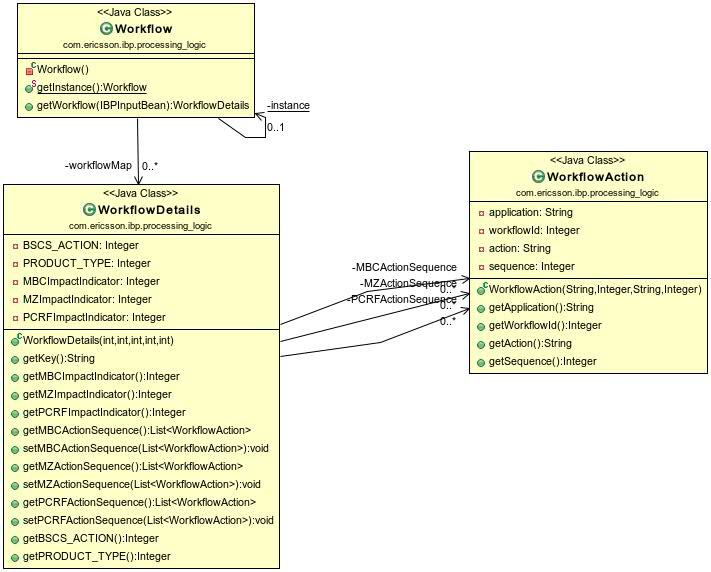 <<Java Class>>
Workflow
com.ericsson.ibp.processing_logic
Workflow()
getInstance():Workflow
getWorkflow(IBPInputBean):WorkflowDetails
-instance
0..1
-workflowMap
0..*
<<Java Class>>
WorkflowDetails
com.ericsson.ibp.processing_logic
BSCS_ACTION: Integer
PRODUCT_TYPE: Integer
MBCImpactIndicator: Integer
MZImpactIndicator: Integer
PCRFImpactIndicator: Integer
WorkflowDetails(int,int,int,int,int)
getKey():String
getMBCImpactIndicator():Integer
getMZImpactIndicator():Integer
getPCRFImpactIndicator():Integer
getMBCActionSequence():List<WorkflowAction>
setMBCActionSequence(List<WorkflowAction>):void
getMZActionSequence():List<WorkflowAction>
setMZActionSequence(List<WorkflowAction>):void
getPCRFActionSequence():List<WorkflowAction>
setPCRFActionSequence(List<WorkflowAction>):void
getBSCS_ACTION():Integer
getPRODUCT_TYPE():Integer
-MBCActionSequence
-MZActionSequence
0..*
-PCRFActionSequence
0..*
0..*
<<Java Class>>
WorkflowAction
com.ericsson.ibp.processing_logic
application: String
workflowId: Integer
action: String
sequence: Integer
WorkflowAction(String,Integer,String,Integer)
getApplication():String
getWorkflowId():Integer
getAction():String
getSequence():Integer